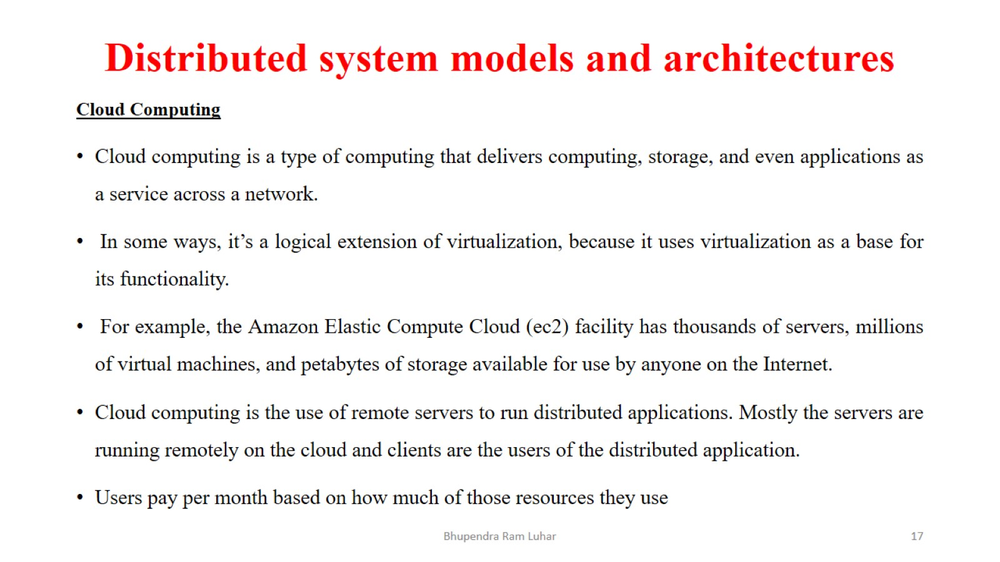 Distributed system models and architectures
Cloud Computing
• Cloud computing is a type of computing that delivers computing, storage, and even applications as
a service across a network.
• In some ways, it’s a logical extension of virtualization, because it uses virtualization as a base for
its functionality.
• For example, the Amazon Elastic Compute Cloud (ec2) facility has thousands of servers, millions
of virtual machines, and petabytes of storage available for use by anyone on the Internet.
• Cloud computing is the use of remote servers to run distributed applications. Mostly the servers are
running remotely on the cloud and clients are the users of the distributed application.
• Users pay per month based on how much of those resources they use
Bhupendra Ram Luhar
17